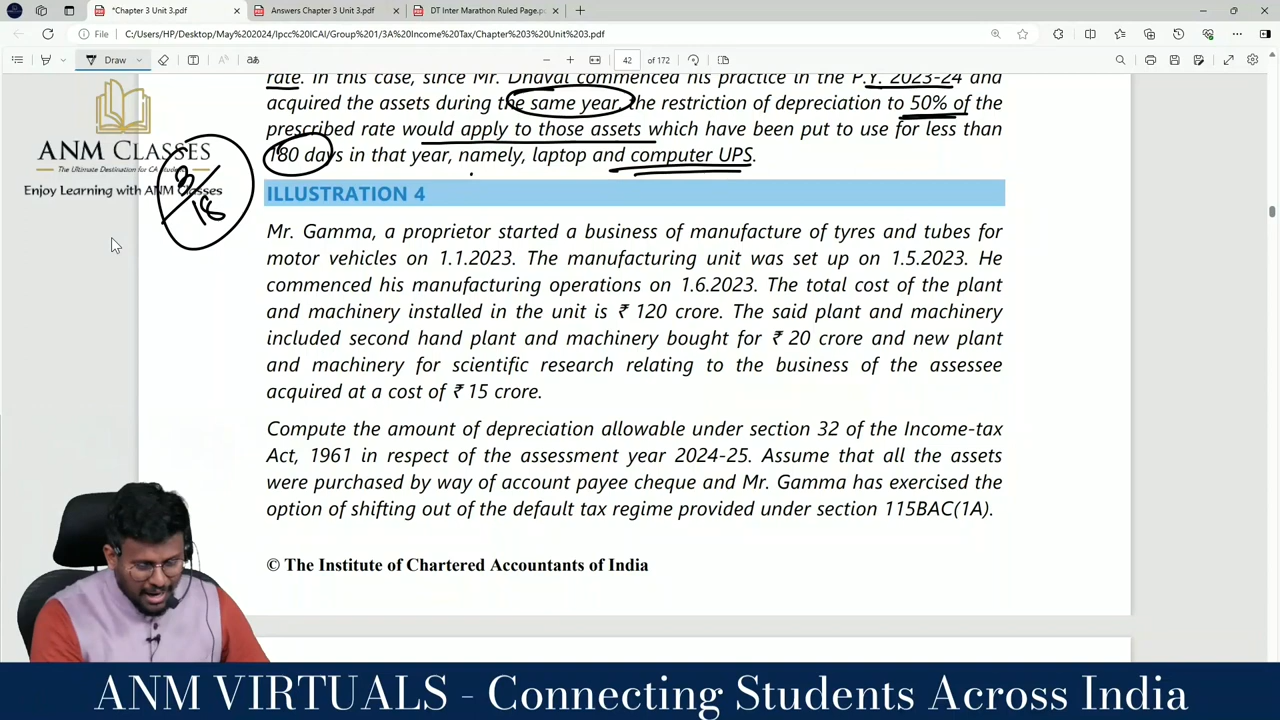 *Chapter 3 Unit 3.pdf
Answers Chapter 3 Unit 3.pdf
DT Inter Marathon Ruled Page.p
File
C:/Users/HP/Desktop/May%202024/Ipcc%20ICAI/Group%201/3A%20Income%20Tax/Chapter%203%20Unit%203.pdf
Draw
42 of 172
rate. In this case, since Mr. Dhaval commenced his practice in the P.Y. 2023-24 and
acquired the assets during the same year, the restriction of depreciation to 50% of the
prescribed rate would apply to those assets which have been put to use for less than
180 days in that year, namely, laptop and computer UPS.
ANM CLASSES
The Ultimate Destination for CA Students
Enjoy Learning with ANM Classes
3/18
ILLUSTRATION 4
Mr. Gamma, a proprietor started a business of manufacture of tyres and tubes for
motor vehicles on 1.1.2023. The manufacturing unit was set up on 1.5.2023. He
commenced his manufacturing operations on 1.6.2023. The total cost of the plant
and machinery installed in the unit is ₹ 120 crore. The said plant and machinery
included second hand plant and machinery bought for ₹ 20 crore and new plant
and machinery for scientific research relating to the business of the assessee
acquired at a cost of ₹ 15 crore.
Compute the amount of depreciation allowable under section 32 of the Income-tax
Act, 1961 in respect of the assessment year 2024-25. Assume that all the assets
were purchased by way of account payee cheque and Mr. Gamma has exercised the
option of shifting out of the default tax regime provided under section 115BAC(1A).
© The Institute of Chartered Accountants of India
ANM VIRTUALS - Connecting Students Across India